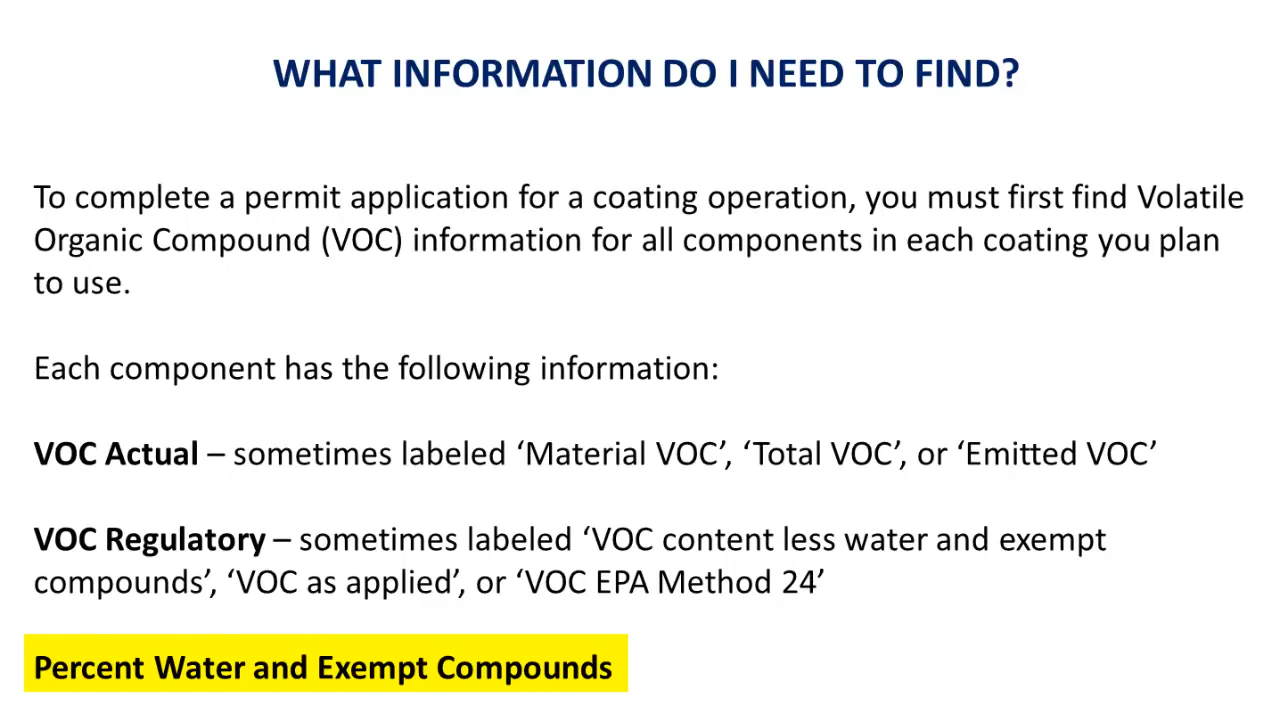 WHAT INFORMATION DO I NEED TO FIND?
To complete a permit application for a coating operation, you must first find Volatile
Organic Compound (VOC) information for all components in each coating you plan
to use.
Each component has the following information:
VOC Actual – sometimes labeled ‘Material VOC’, ‘Total VOC’, or ‘Emitted VOC’
VOC Regulatory – sometimes labeled ‘VOC content less water and exempt
compounds’, ‘VOC as applied’, or ‘VOC EPA Method 24’
Percent Water and Exempt Compounds